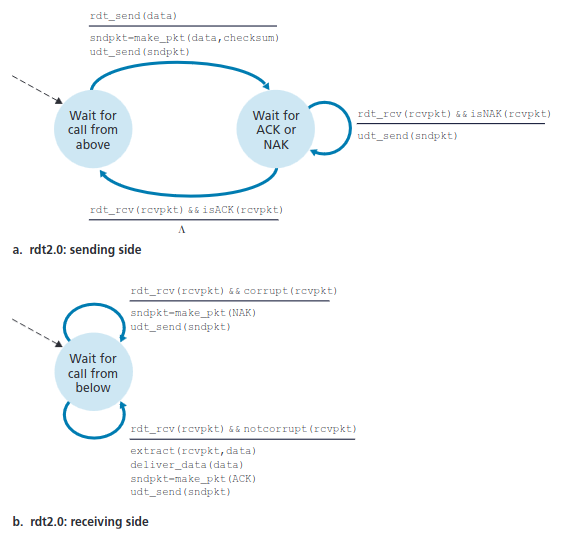 rdt_send(data)
sndpkt=make_pkt(data,checksum)
udt_send(sndpkt)
Wait for
call from
above
Wait for
ACK or
NAK
rdt_rcv(rcvpkt) && isNAK(rcvpkt)
udt_send(sndpkt)
rdt_rcv(rcvpkt) && isACK(rcvpkt)
Λ
a. rdt2.0: sending side
rdt_rcv(rcvpkt) && corrupt(rcvpkt)
sndpkt=make_pkt(NAK)
udt_send(sndpkt)
Wait for
call from
below
rdt_rcv(rcvpkt) && notcorrupt(rcvpkt)
extract(rcvpkt,data)
deliver_data(data)
sndpkt=make_pkt(ACK)
udt_send(sndpkt)
b. rdt2.0: receiving side